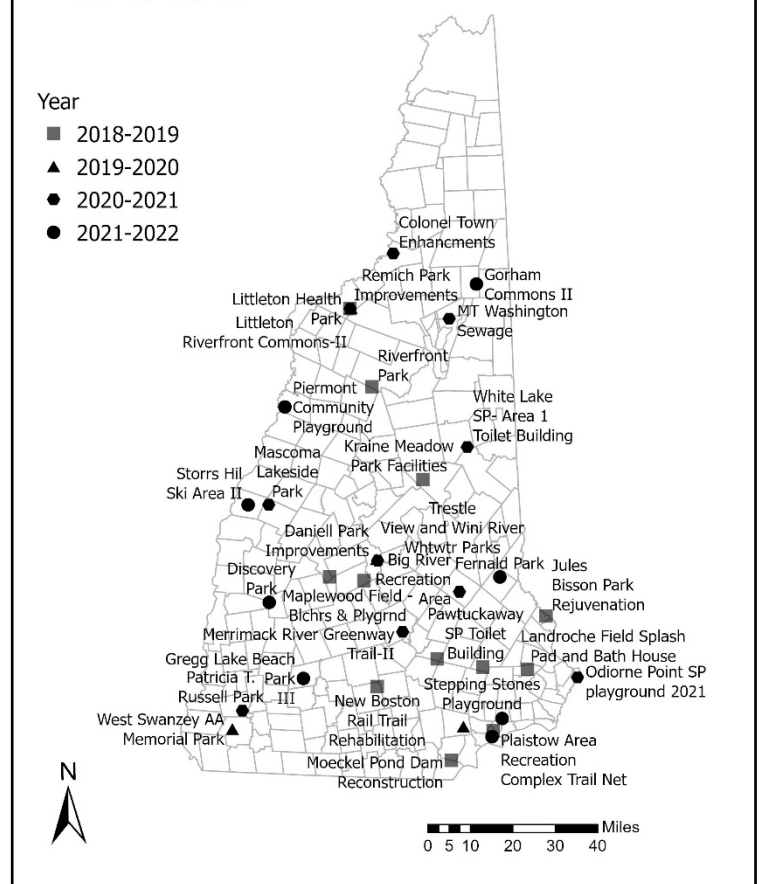 Year
2018-2019
2019-2020
2020-2021
2021-2022
Colonel Town
Enhancments
Remich Park
Improvements
Gorham
Commons II
Littleton Health
Park
MT Washington
Sewage
Littleton
Riverfront Commons-II
Riverfront
Park
Piermont
Community
Playground
White Lake
SP- Area 1
Toilet Building
Kraine Meadow
Park Facilities
Mascoma
Lakeside
Park
Storrs Hil
Ski Area II
Trestle
View and Wini River
Whtwtr Parks
Daniell Park
Improvements
Big River
Recreation
Area
Fernald Park
Jules
Bisson Park
Rejuvenation
Discovery
Park
Maplewood Field -
Blchrs & Plygrnd
Pawtuckaway
SP Toilet
Building
Merrimack River Greenway
Trail-II
Landroche Field Splash
Pad and Bath House
Gregg Lake Beach
Patricia T. Park
Russell Park III
Odiorne Point SP
playground 2021
Stepping Stones
Playground
West Swanzey AA
Memorial Park
New Boston
Rail Trail
Rehabilitation
Plaistow Area
Recreation
Complex Trail Net
Moeckel Pond Dam
Reconstruction
N
Miles
0 5 10 20 30 40